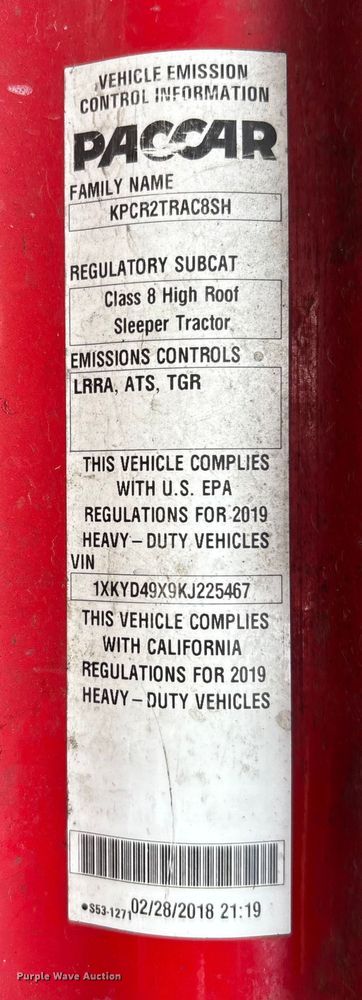 VEHICLE EMISSION
CONTROL INFORMATION
PACCAR
FAMILY NAME
KPCR2TRAC8SH
REGULATORY SUBCAT
Class 8 High Roof
Sleeper Tractor
EMISSIONS CONTROLS
LRRA, ATS, TGR
THIS VEHICLE COMPLIES
WITH U.S. EPA
REGULATIONS FOR 2019
HEAVY-DUTY VEHICLES
VIN
1XKYD49X9KJ225467
THIS VEHICLE COMPLIES
WITH CALIFORNIA
REGULATIONS FOR 2019
HEAVY-DUTY VEHICLES
S53-1271 02/28/2018 21:19
Purple Wave Auction